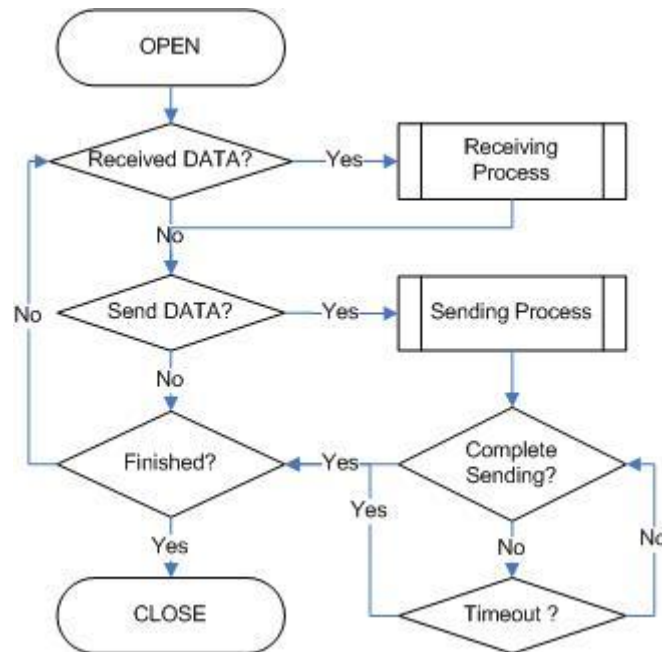 OPEN
Received DATA?
Yes
Receiving
Process
No
Send DATA?
Yes
Sending Process
No
No
Finished?
Yes
Complete
Sending?
Yes
No
No
Yes
CLOSE
Timeout ?